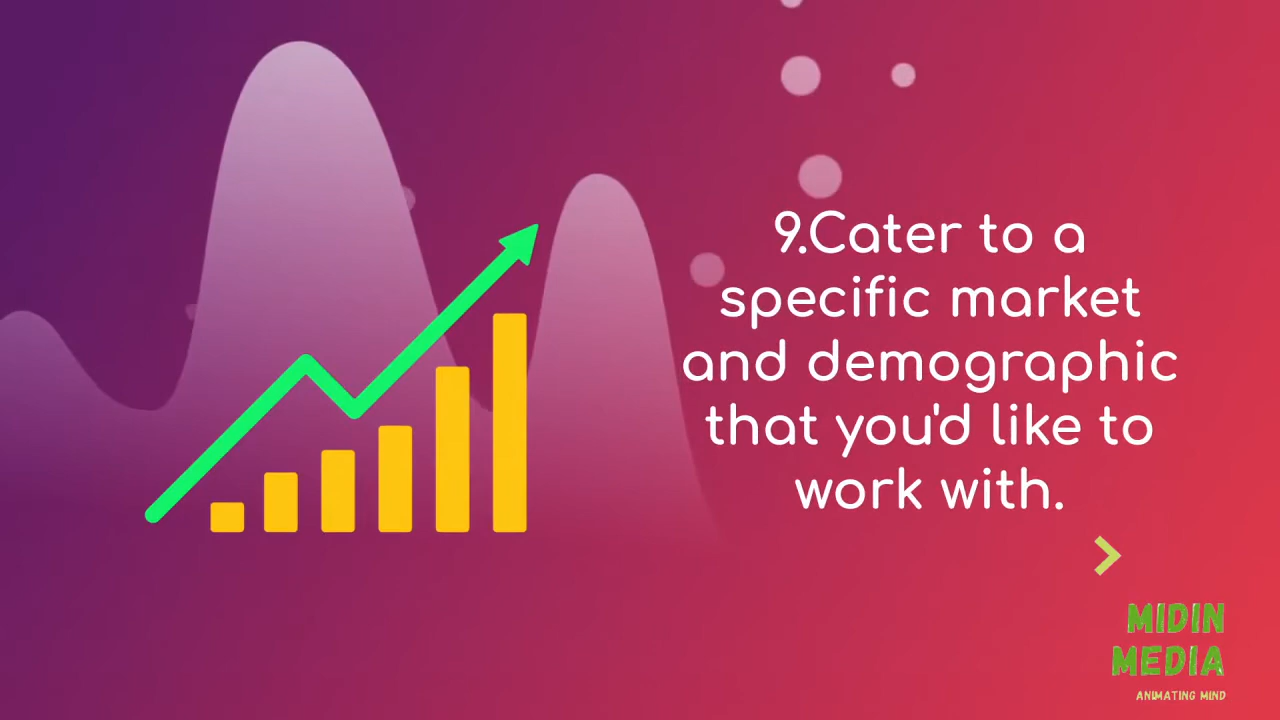 9.Cater to a
specific market
and demographic
that you'd like to
work with.
MIDIN
MEDIA
ANIMATING MIND